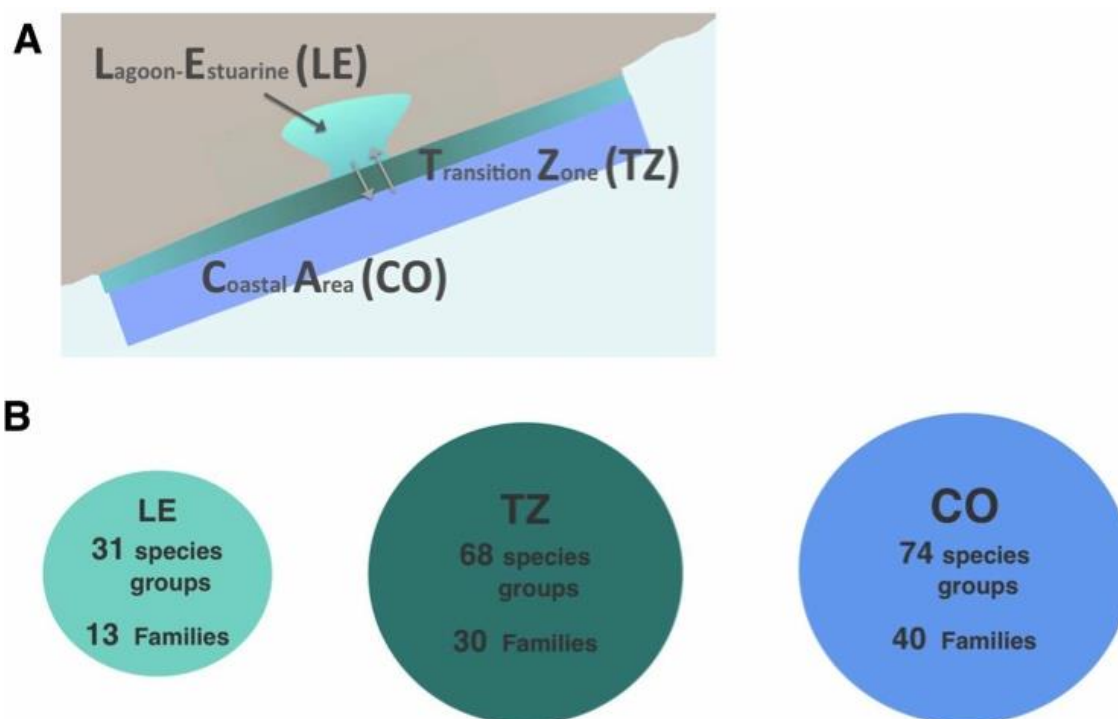 A
Lagoon-Estuarine (LE)
Transition Zone (TZ)
Coastal Area (CO)
B
LE
31 species
groups
13 Families
TZ
68 species
groups
30 Families
CO
74 species
groups
40 Families